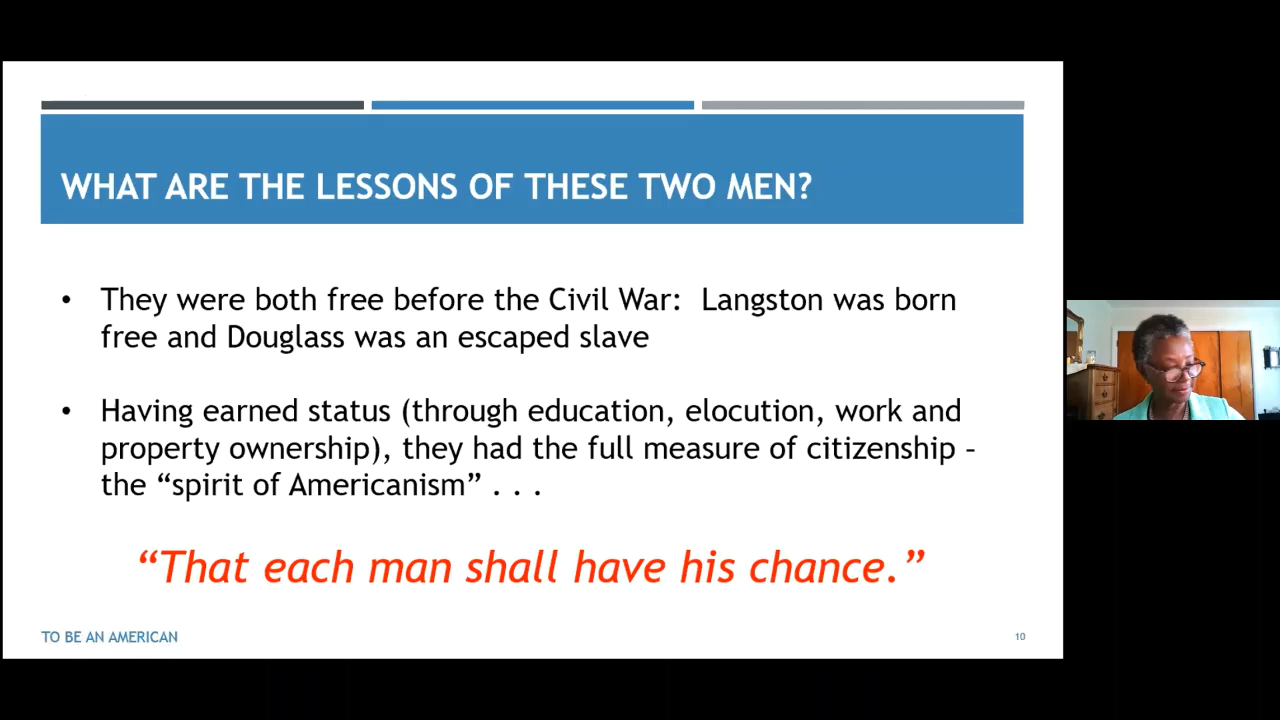 WHAT ARE THE LESSONS OF THESE TWO MEN?
• They were both free before the Civil War:  Langston was born
free and Douglass was an escaped slave
• Having earned status (through education, elocution, work and
property ownership), they had the full measure of citizenship –
the “spirit of Americanism” . . .
“That each man shall have his chance.”
TO BE AN AMERICAN
10